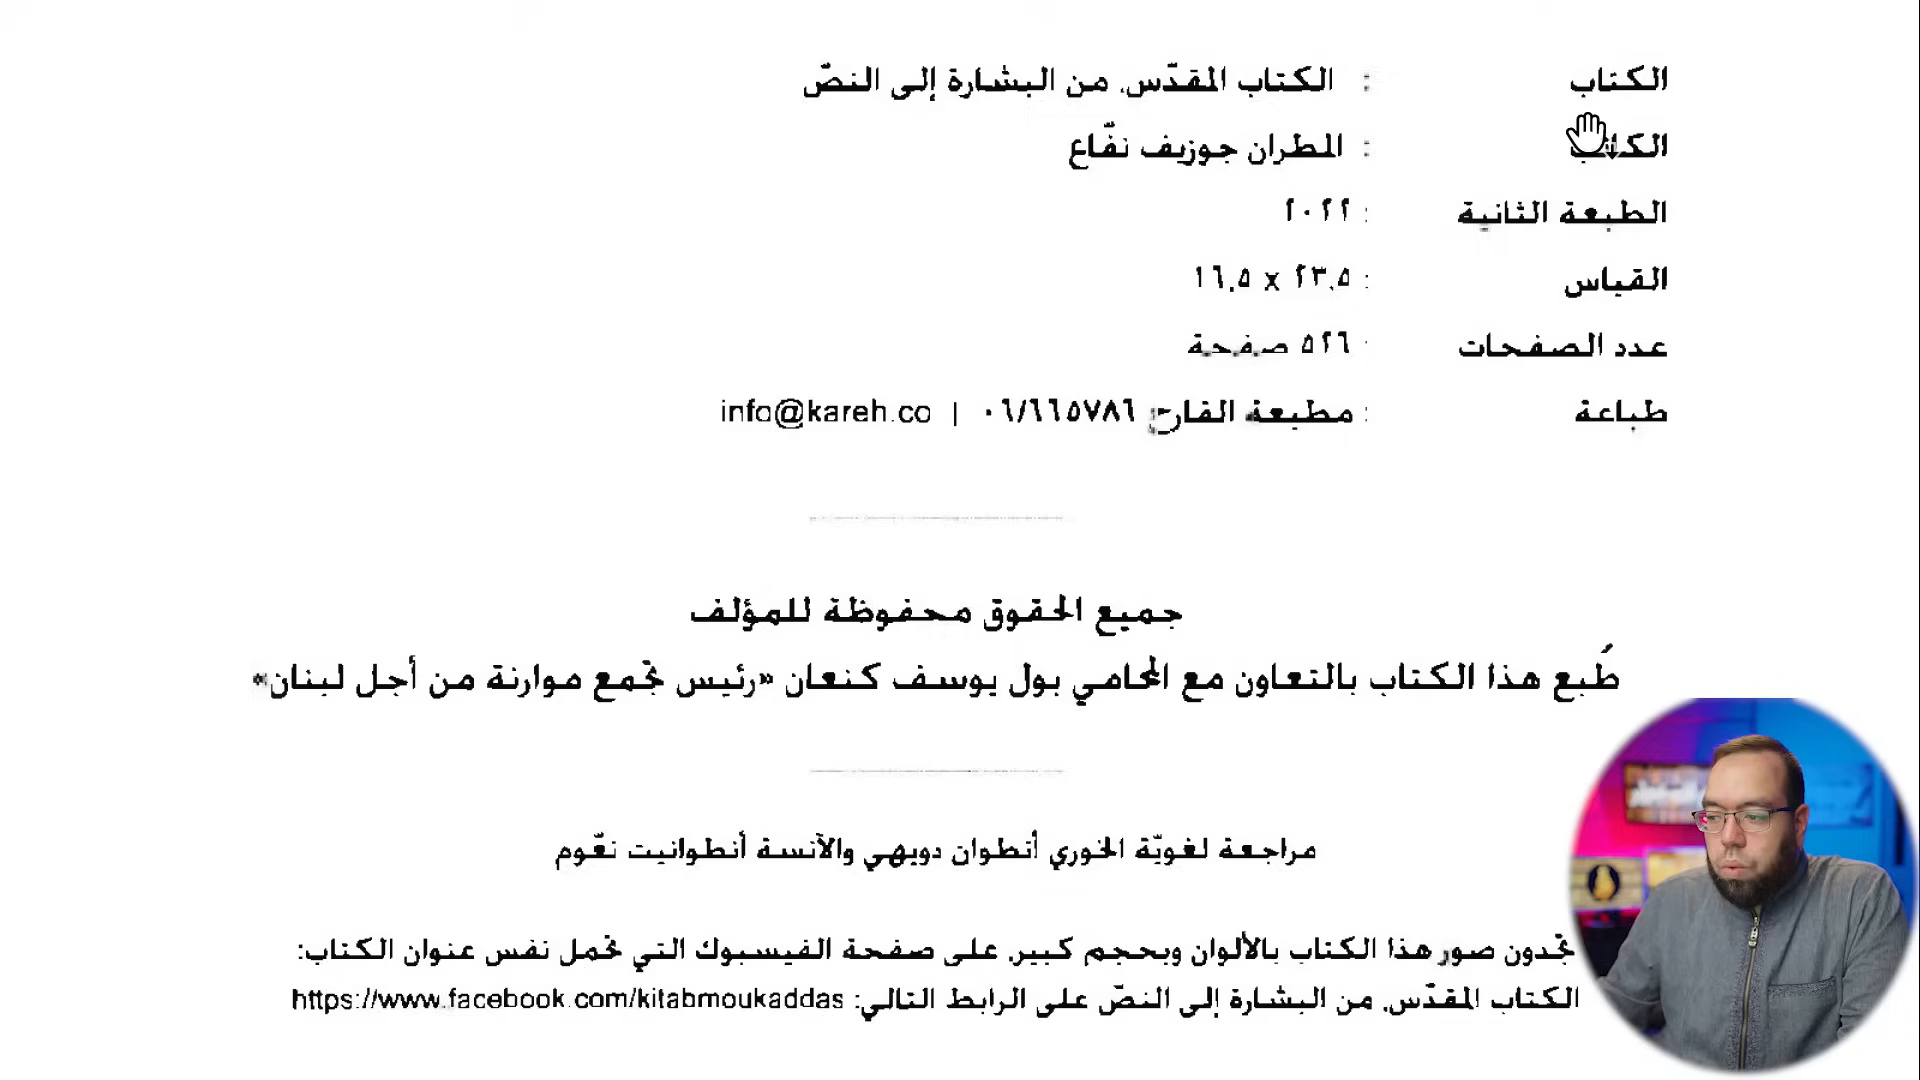 الكتاب : الكتاب المقدّس، من البشارة إلى النصّ
الكاتب : المطران جوزيف نفّاع
الطبعة الثانية : ٢٠٢٢
القياس : ٢٣،٥ x ١٦،٥
عدد الصفحات : ٥٢٦ صفحة
طباعة : مطبعة القارح ٠٦/٦٦٥٧٨٦ | info@kareh.co
جميع الحقوق محفوظة للمؤلف
طُبع هذا الكتاب بالتعاون مع المحامي بول يوسف كنعان «رئيس تجّمع موارنة من أجل لبنان»
مراجعة لغويّة الخوري أنطوان دويهي والآنسة أنطوانيت نعّوم
تجّدون صور هذا الكتاب بالألوان وبحجم كبير، على صفحة الفيسبوك التي تحمل نفس عنوان الكتاب:
الكتاب المقدّس، من البشارة إلى النصّ على الرابط التالي: https://www.facebook.com/kitabmoukaddas